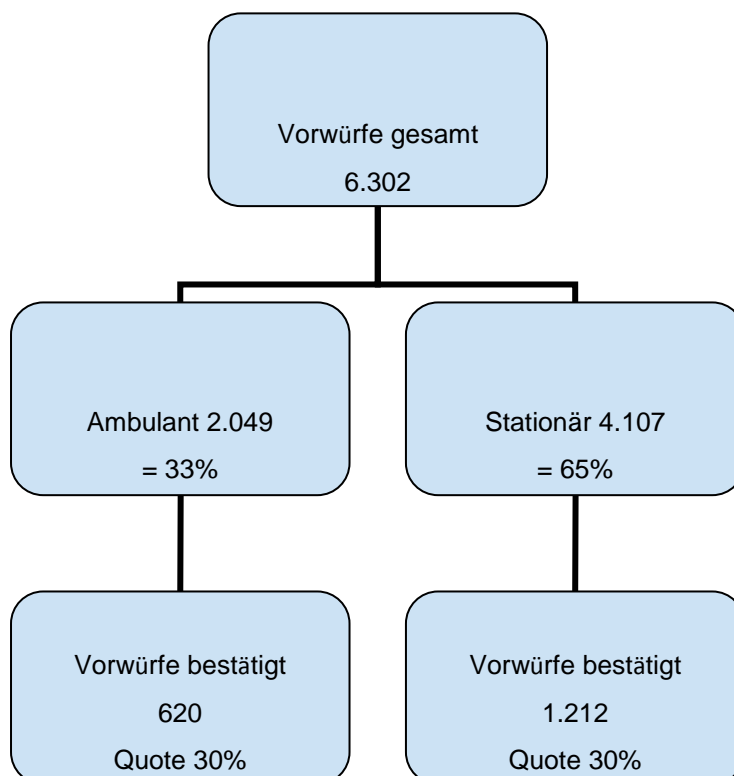 Vorwürfe gesamt
6.302
Ambulant 2.049
= 33%
Stationär 4.107
= 65%
Vorwürfe bestätigt
620
Quote 30%
Vorwürfe bestätigt
1.212
Quote 30%